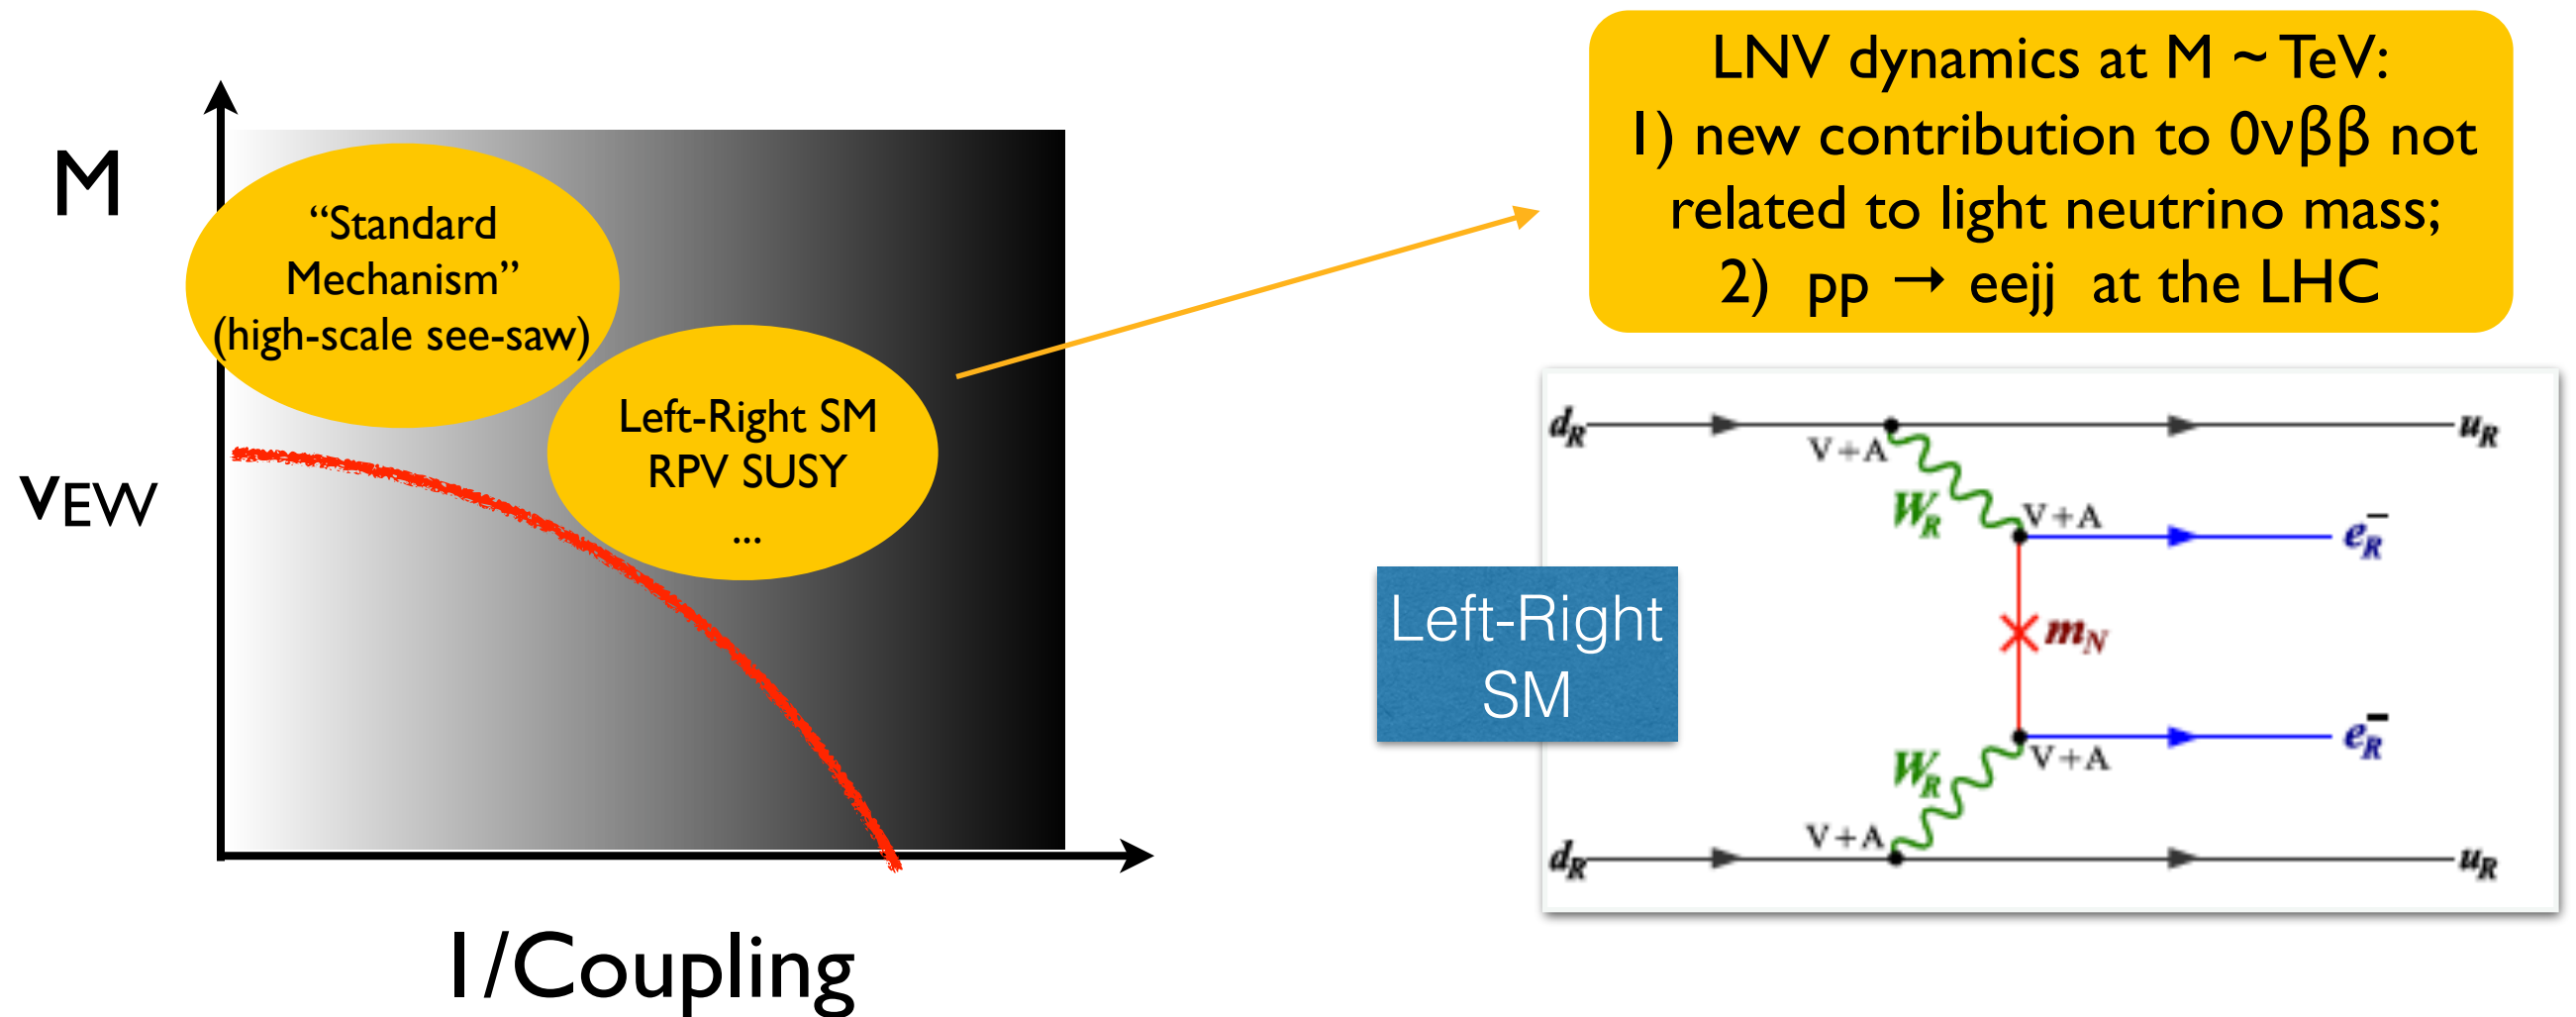 M
“Standard
Mechanism”
(high-scale see-saw)
Left-Right SM
RPV SUSY
...
vEW
1/Coupling
LNV dynamics at M ~ TeV:
1) new contribution to 0νββ not
related to light neutrino mass;
2) pp → eejj at the LHC
Left-Right
SM
dR
V+A
uR
WR
V+A
eR-
mN
eR-
WR
V+A
V+A
dR
uR